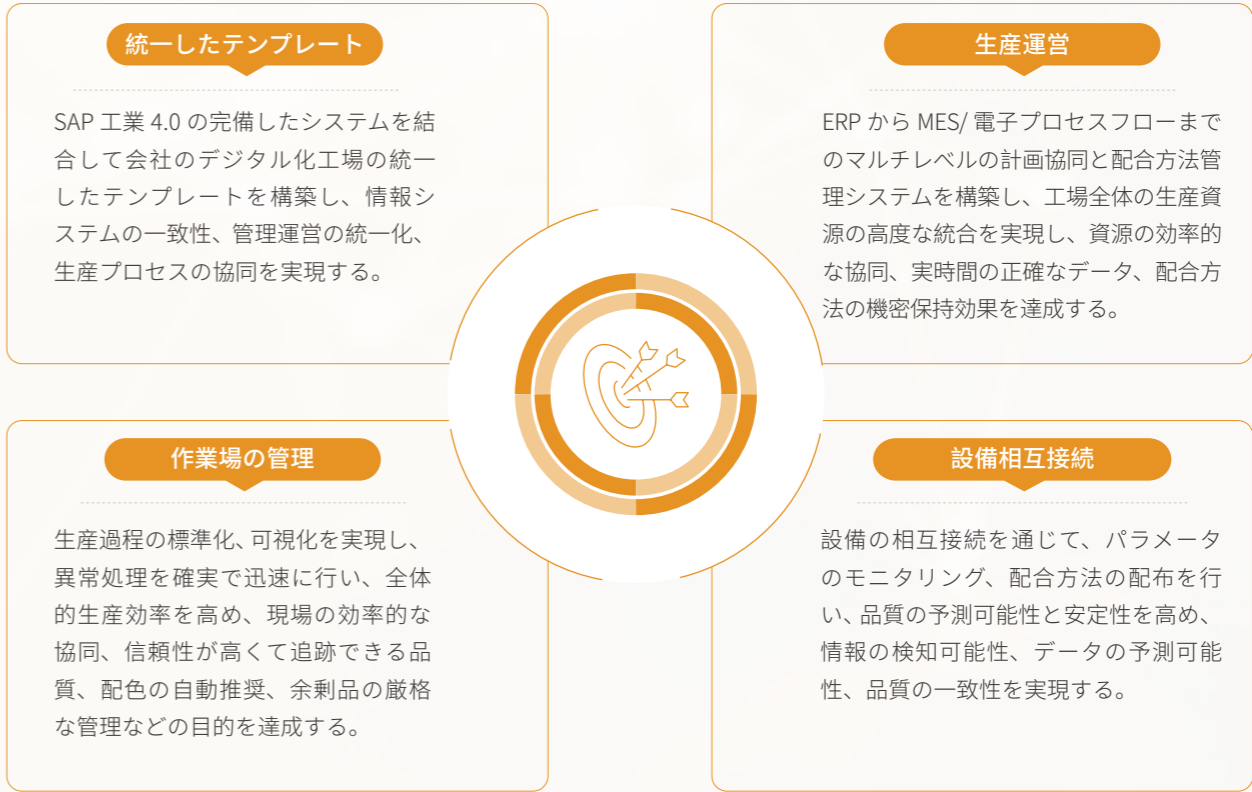 統一したテンプレート
SAP 工業 4.0 の完備したシステムを結
合して会社のデジタル化工場の統一
したテンプレートを構築し、情報シ
ステムの一致性、管理運営の統一化、
生産プロセスの協同を実現する。
生産運営
ERP から MES/ 電子プロセスフローまで
のマルチレベルの計画協同と配合方法管
理システムを構築し、工場全体の生産資
源の高度な統合を実現し、資源の効率的
な協同、実時間の正確なデータ、配合方
法の機密保持効果を達成する。
作業場の管理
生産過程の標準化、可視化を実現し、
異常処理を確実で迅速に行い、全体
的生産効率を高め、現場の効率的な
協同、信頼性が高くて追跡できる品
質、配色の自動推奨、余剰品の厳格
な管理などの目的を達成する。
設備相互接続
設備の相互接続を通じて、パラメータ
のモニタリング、配合方法の配布を行
い、品質の予測可能性と安定性を高め、
情報の検知可能性、データの予測可能
性、品質の一致性を実現する。